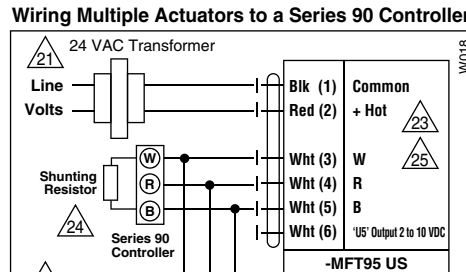 Wiring Multiple Actuators to a Series 90 Controller
W018
21 24 VAC Transformer
Line
Volts
Blk (1) Common
Red (2) + Hot
23
Wht (3) W
25
Wht (4) R
Wht (5) B
Wht (6) 'U5' Output 2 to 10 VDC
W
R
B
Shunting
Resistor
24
Series 90
Controller
-MFT95 US